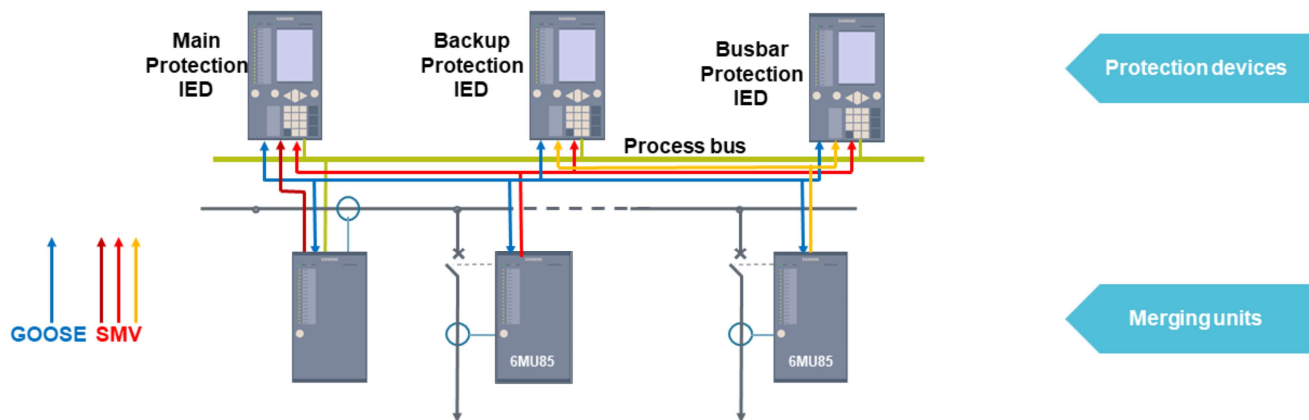 Main
Protection
IED
Backup
Protection
IED
Busbar
Protection
IED
Protection devices
Process bus
GOOSE SMV
6MU85
6MU85
Merging units